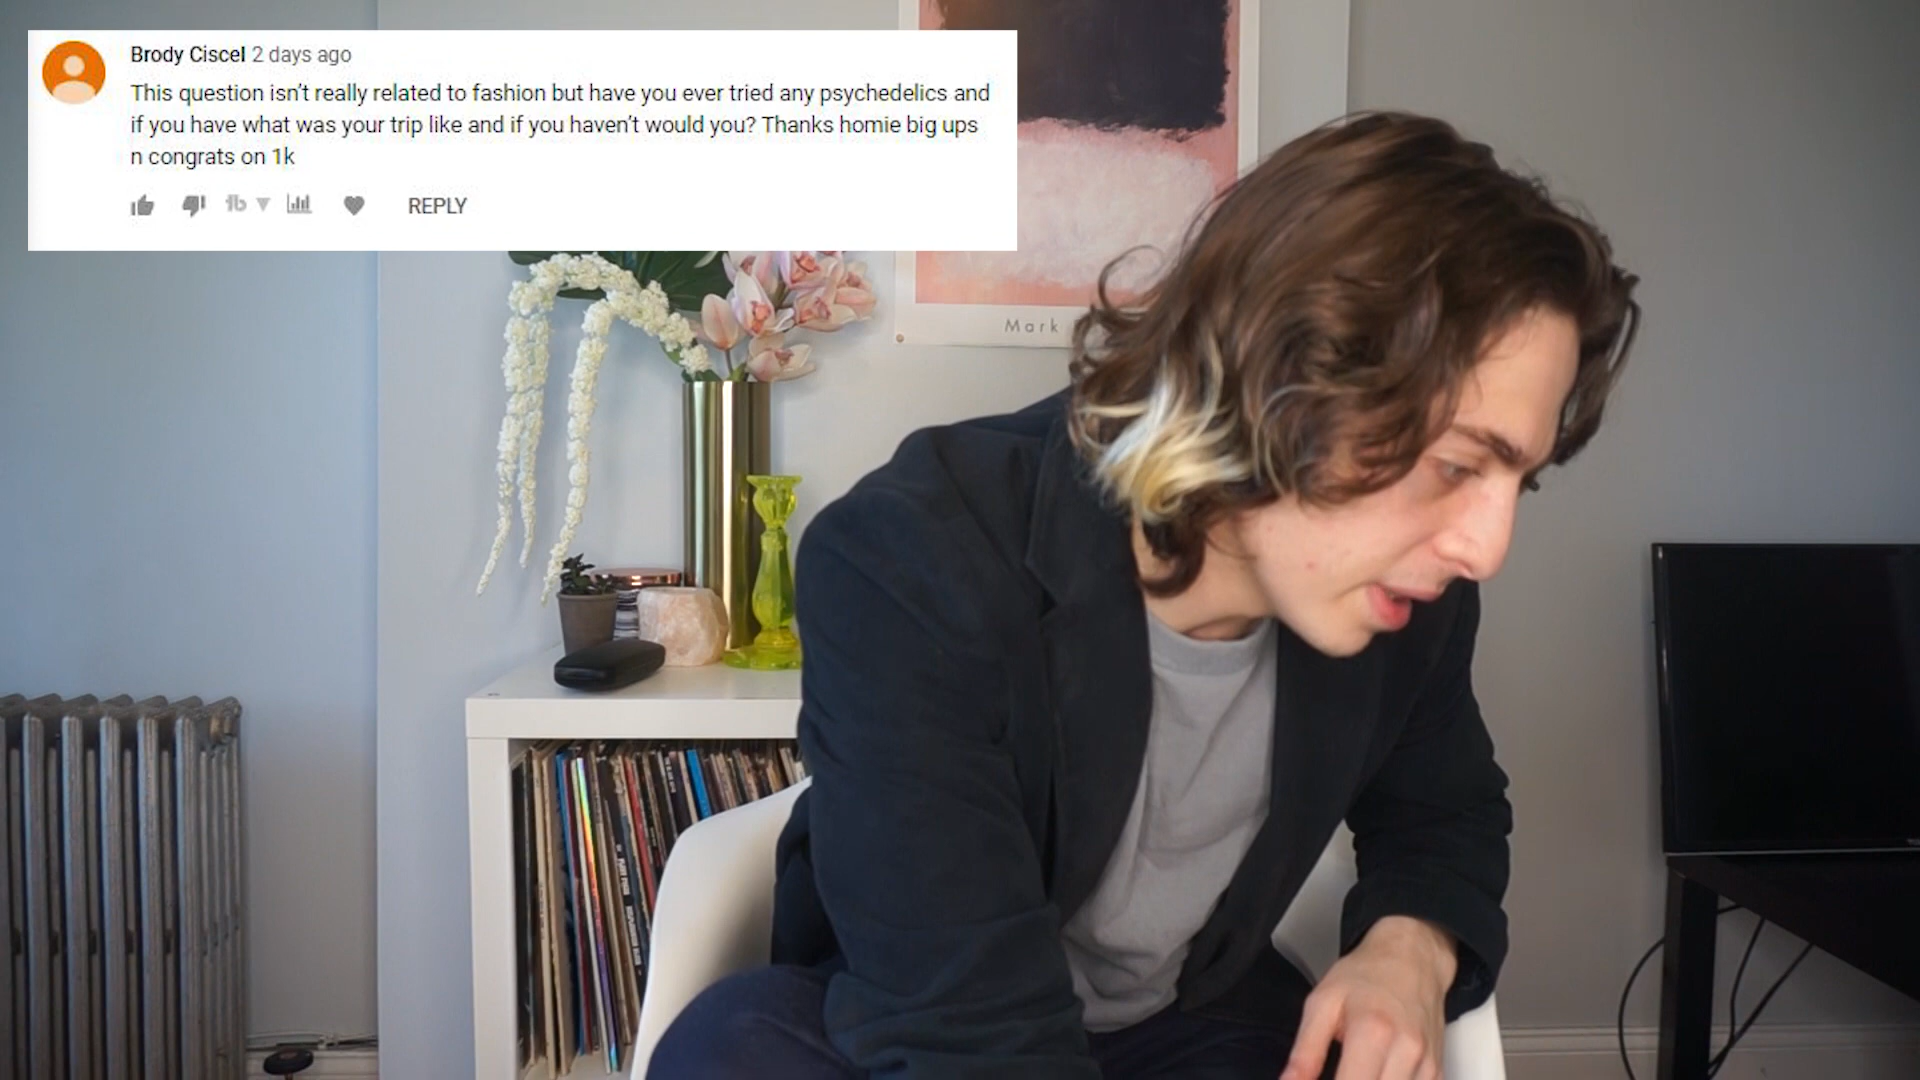 Brody Ciscel 2 days ago
This question isn't really related to fashion but have you ever tried any psychedelics and
if you have what was your trip like and if you haven't would you? Thanks homie big ups
n congrats on 1k
REPLY
Mark